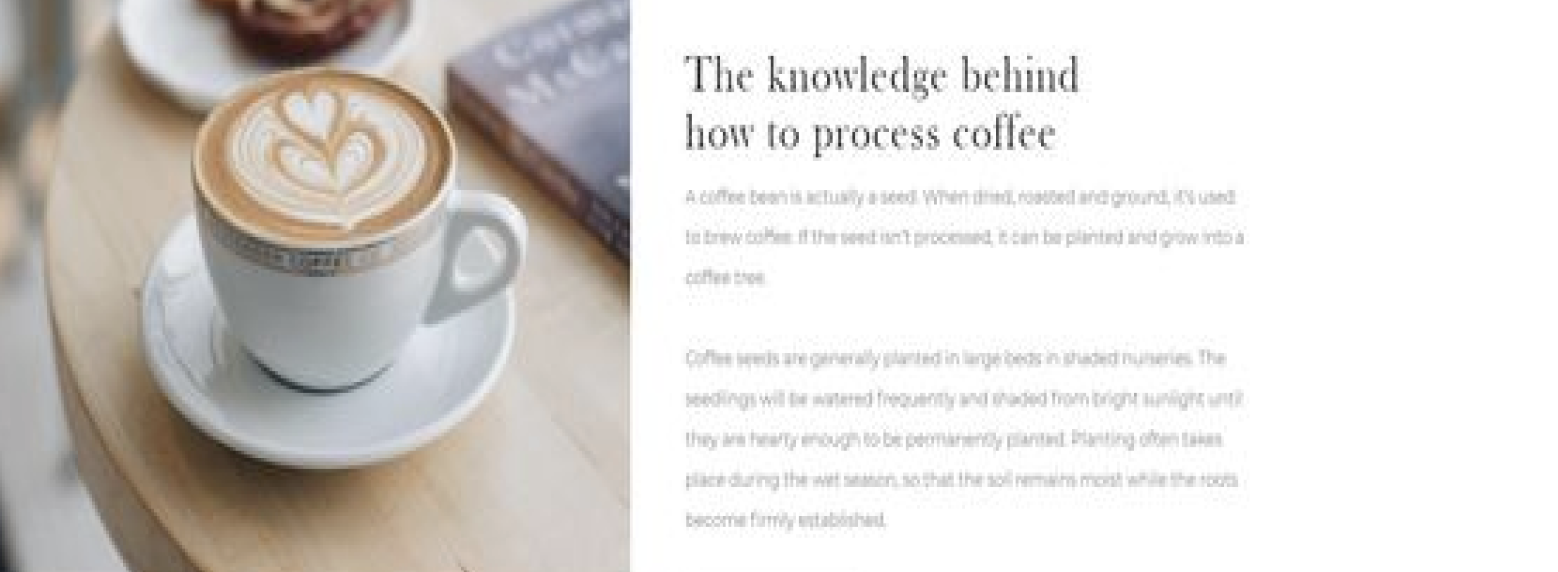 The knowledge behind
how to process coffee
A coffee bean is actually a seed. When dried, roasted and ground, it's used
to brew coffee. If the seed isn't processed, it can be planted and grow into a
coffee tree.
Coffee seeds are generally planted in large beds in shaded nurseries. The
seedlings will be watered frequently and shaded from bright sunlight until
they are hearty enough to be permanently planted. Planting often takes
place during the wet season, so that the soil remains moist while the roots
become firmly established.